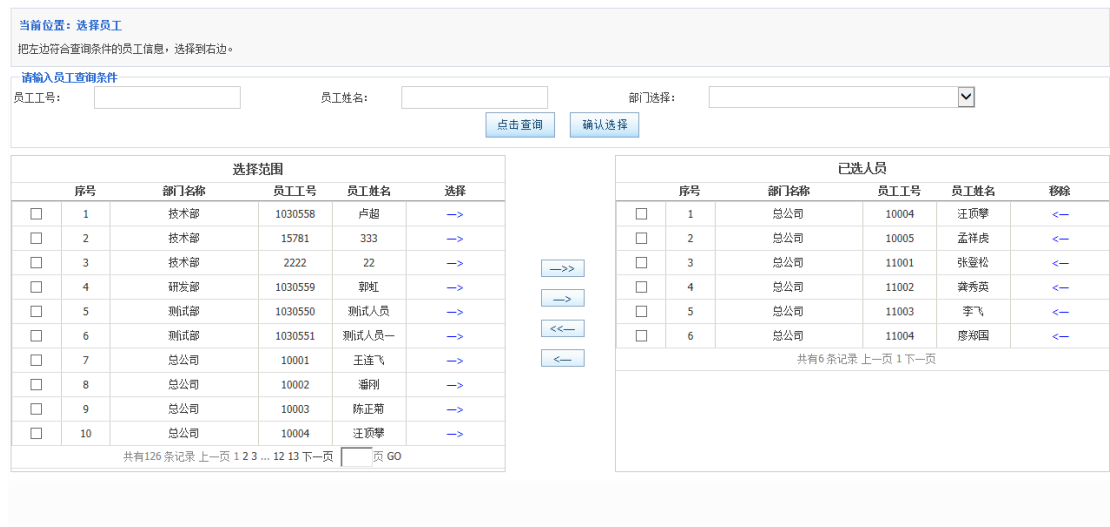 当前位置：选择员工
把左边符合查询条件的员工信息，选择到右边。
请输入员工查询条件
员工工号： 员工姓名： 部门选择：
点击查询 确认选择
选择范围
序号 部门名称 员工工号 员工姓名 选择
1 技术部 1030558 卢超 —>
2 技术部 15781 333 —>
3 技术部 2222 22 —>
4 研发部 1030559 郭虹 —>
5 测试部 1030550 测试人员 —>
6 测试部 1030551 测试人员一 —>
7 总公司 10001 王连飞 —>
8 总公司 10002 潘刚 —>
9 总公司 10003 陈正菊 —>
10 总公司 10004 汪顶攀 —>
共有126 条记录 上一页 1 2 3 ... 12 13 下一页 页 GO
—>>
—>
<<—
<—
已选人员
序号 部门名称 员工工号 员工姓名 移除
1 总公司 10004 汪顶攀 <—
2 总公司 10005 孟祥虎 <—
3 总公司 11001 张登松 <—
4 总公司 11002 龚秀英 <—
5 总公司 11003 李飞 <—
6 总公司 11004 廖郑国 <—
共有6 条记录 上一页 1 下一页